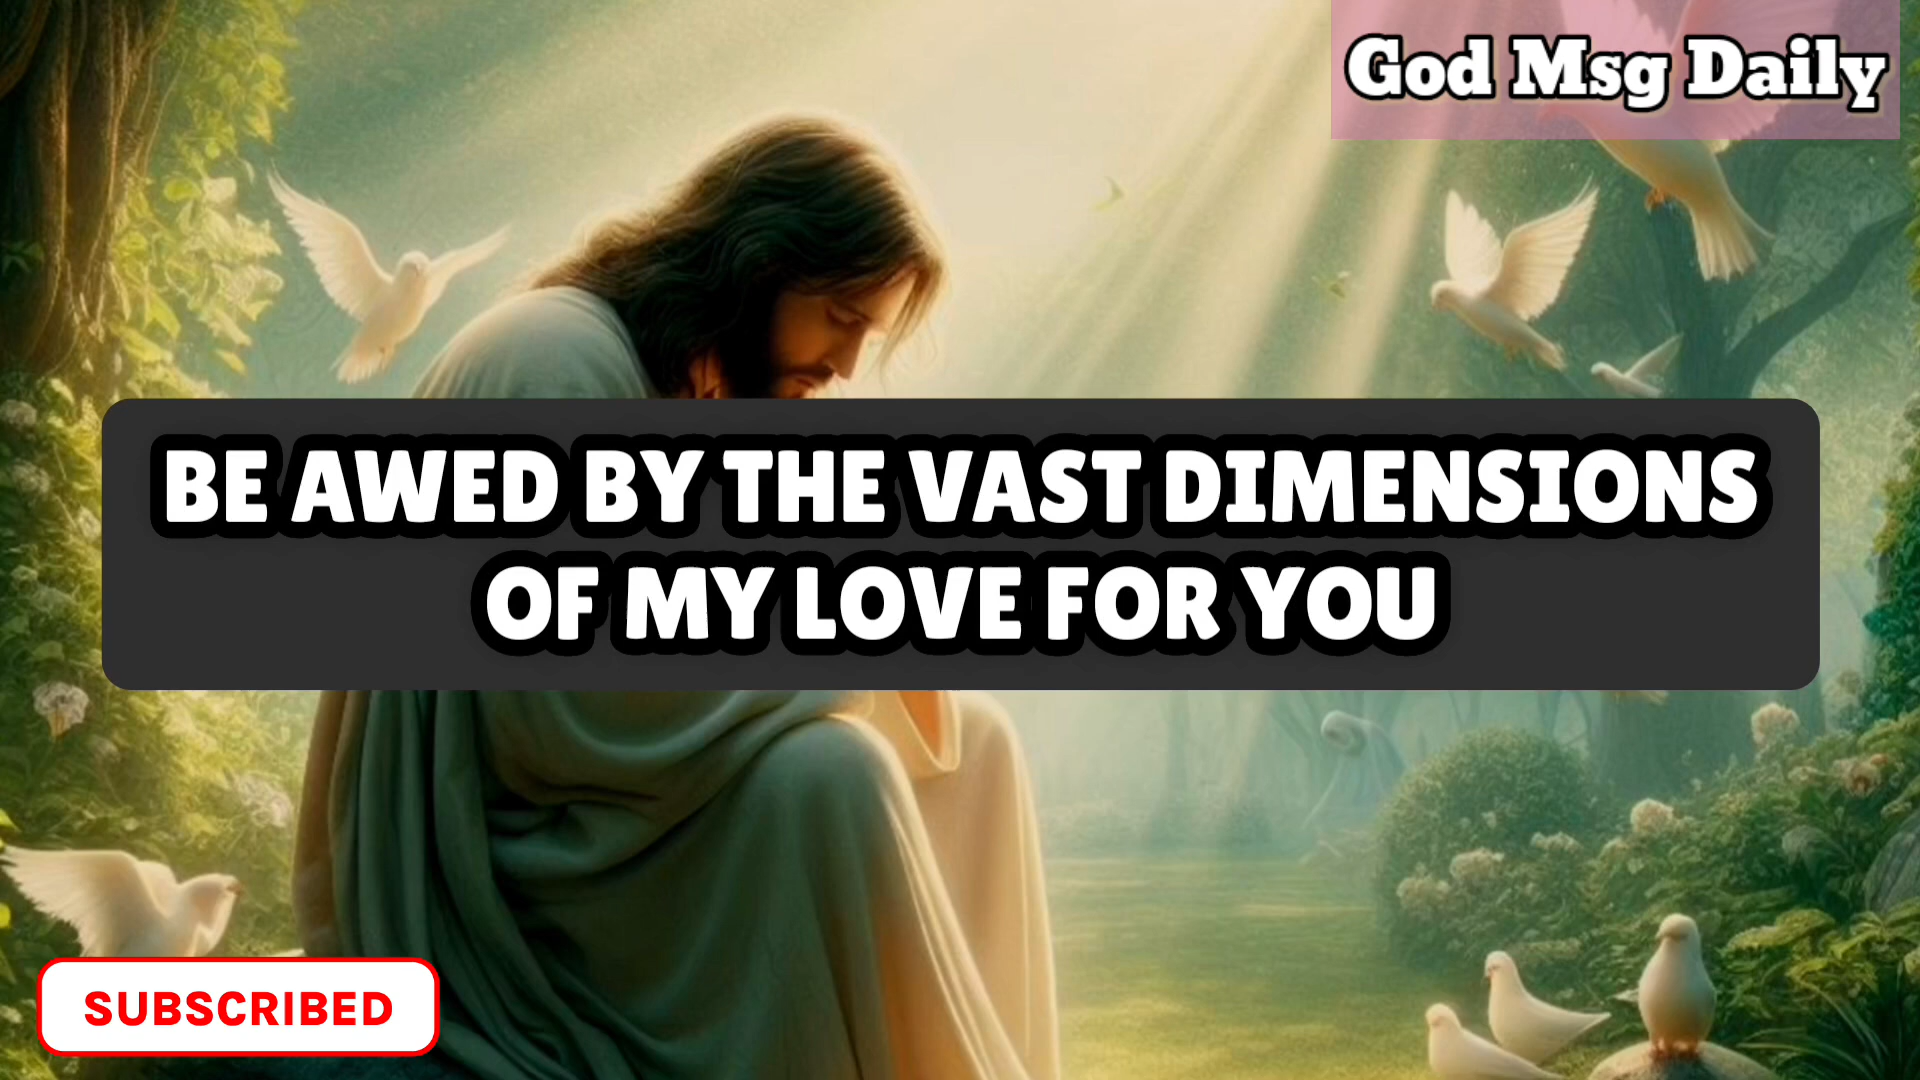 God Msg Daily
BE AWED BY THE VAST DIMENSIONS
OF MY LOVE FOR YOU
SUBSCRIBED